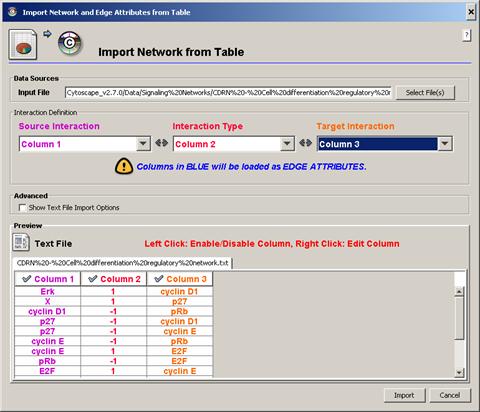 Import Network and Edge Attributes from Table
Import Network from Table
?
Data Sources
Input File
Cytoscape_v2.7.0/Data/Signaling%20Networks/CDRN%20-%20Cell%20differentiation%20regulatory%20r
Select File(s)
Interaction Definition
Source Interaction Interaction Type Target Interaction
Column 1 Column 2 Column 3
Columns in BLUE will be loaded as EDGE ATTRIBUTES.
Advanced
Show Text File Import Options
Preview
Text File
Left Click: Enable/Disable Column, Right Click: Edit Column
CDRN%20-%20Cell%20differentiation%20regulatory%20network.txt
Column 1 Column 2 Column 3
Erk 1 cyclin D1
X 1 p27
cyclin D1 -1 pRb
p27 -1 cyclin D1
p27 -1 cyclin E
cyclin E -1 pRb
cyclin E 1 E2F
pRb -1 E2F
E2F 1 cyclin E
Import Cancel